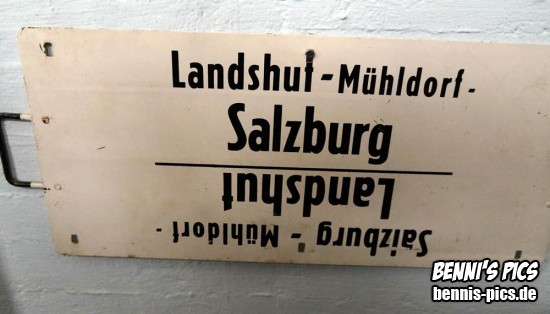 Landshut - Mühldorf -
Salzburg
Landshut
Salzburg - Mühldorf -
BENNI'S PICS
bennis-pics.de